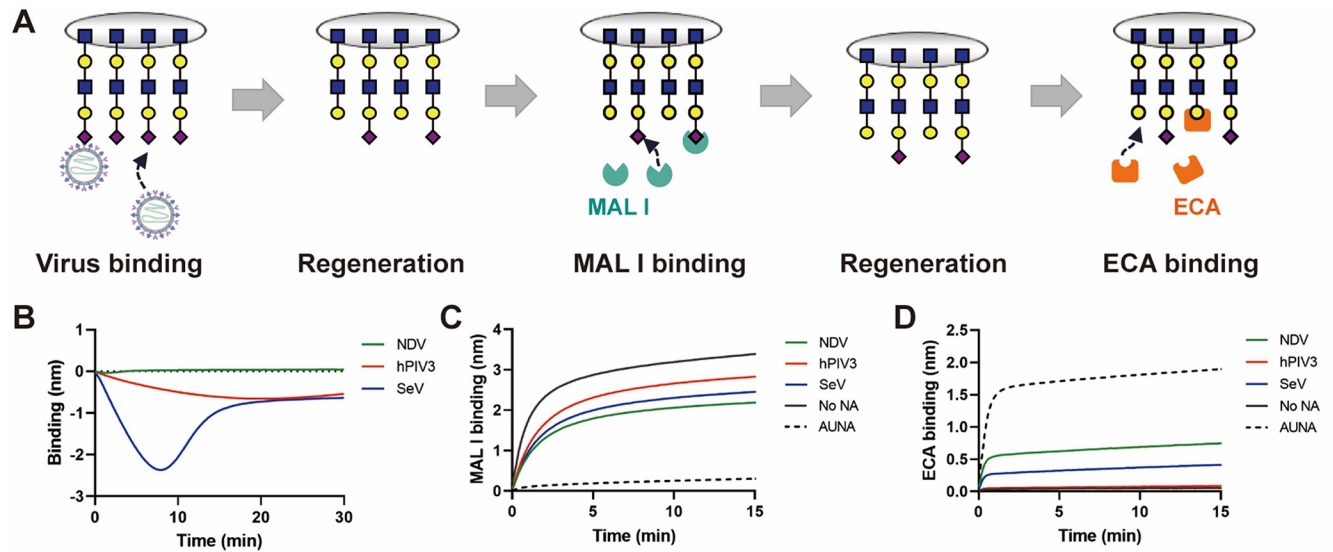 A
MAL I
ECA
Virus binding
Regeneration
MAL I binding
Regeneration
ECA binding
B
1
0
-1
-2
-3
Binding (nm)
0
10
20
30
Time (min)
NDV
hPIV3
SeV
C
4
3
2
1
0
MAL I binding (nm)
0
5
10
15
Time (min)
NDV
hPIV3
SeV
No NA
AUNA
D
2.5
2.0
1.5
1.0
0.5
0.0
ECA binding (nm)
0
5
10
15
Time (min)
NDV
hPIV3
SeV
No NA
AUNA